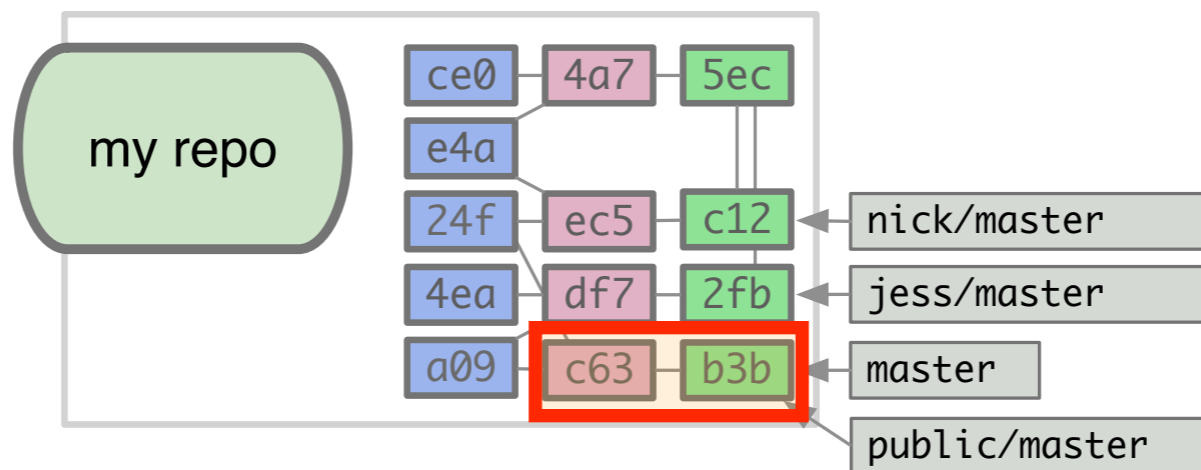 my repo
ce0 4a7 5ec
e4a
24f ec5 c12 nick/master
4ea df7 2fb jess/master
a09 c63 b3b master
public/master